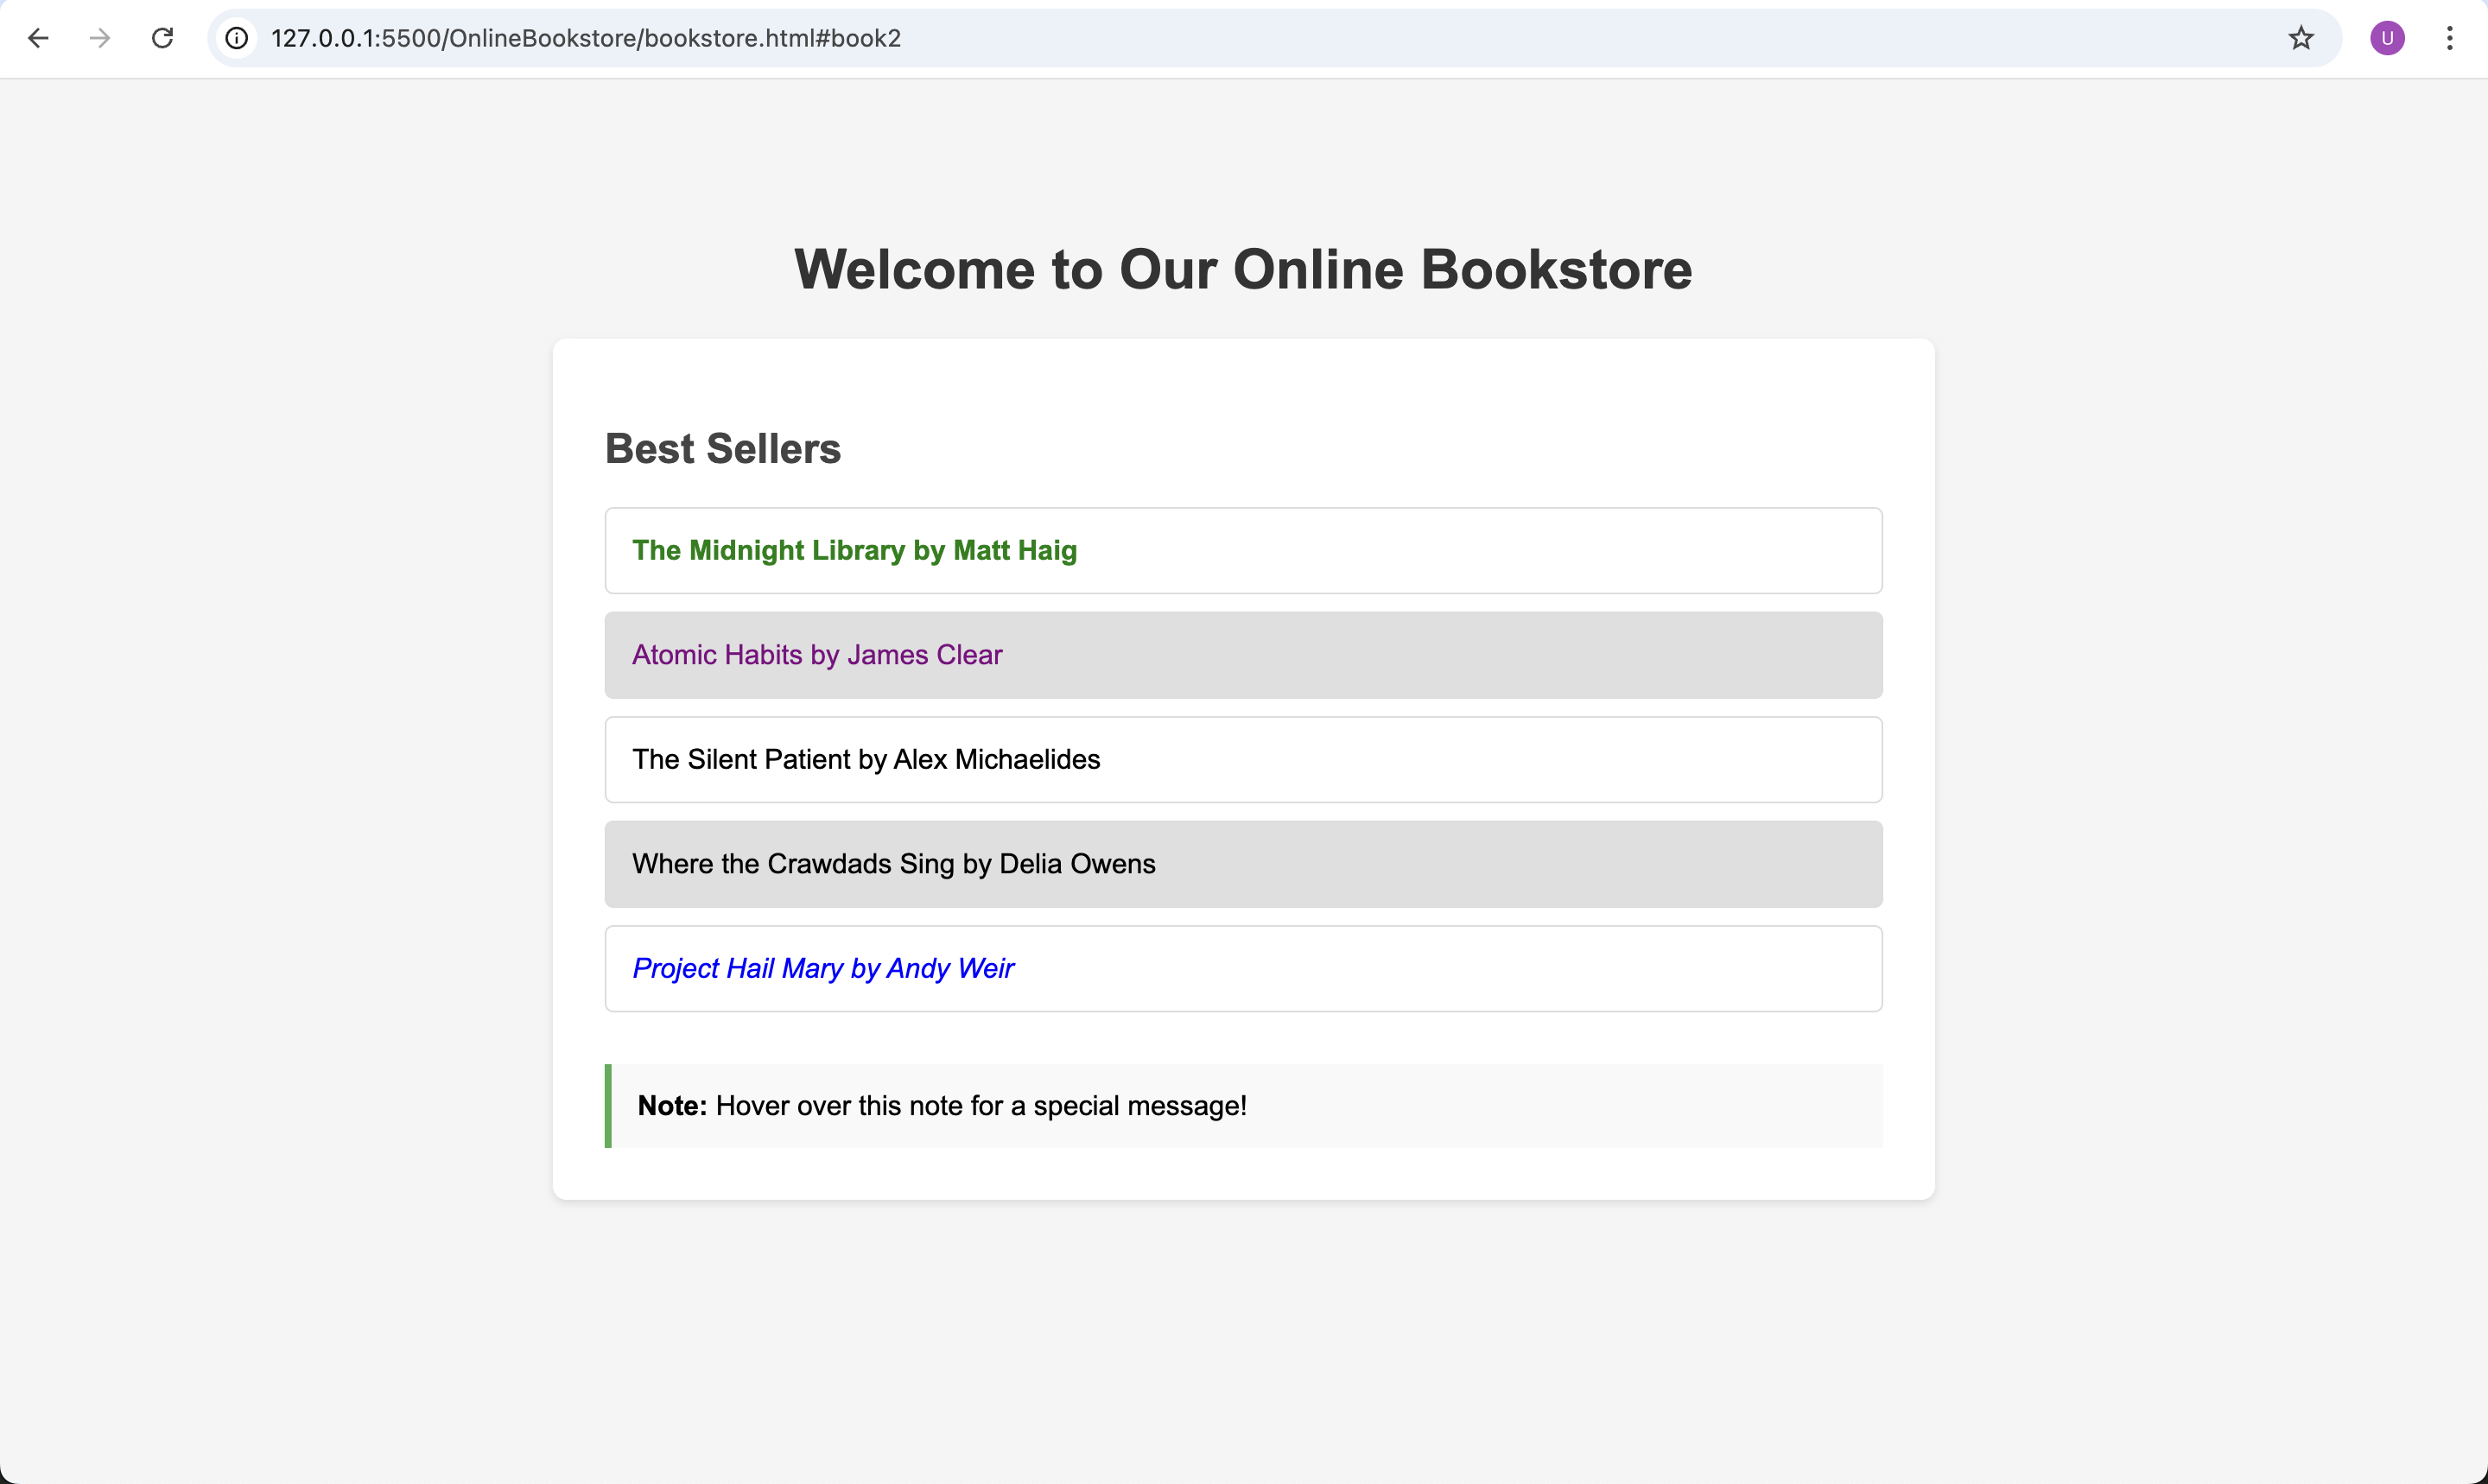 127.0.0.1:5500/OnlineBookstore/bookstore.html#book2
U
Welcome to Our Online Bookstore
Best Sellers
The Midnight Library by Matt Haig
Atomic Habits by James Clear
The Silent Patient by Alex Michaelides
Where the Crawdads Sing by Delia Owens
Project Hail Mary by Andy Weir
Note: Hover over this note for a special message!